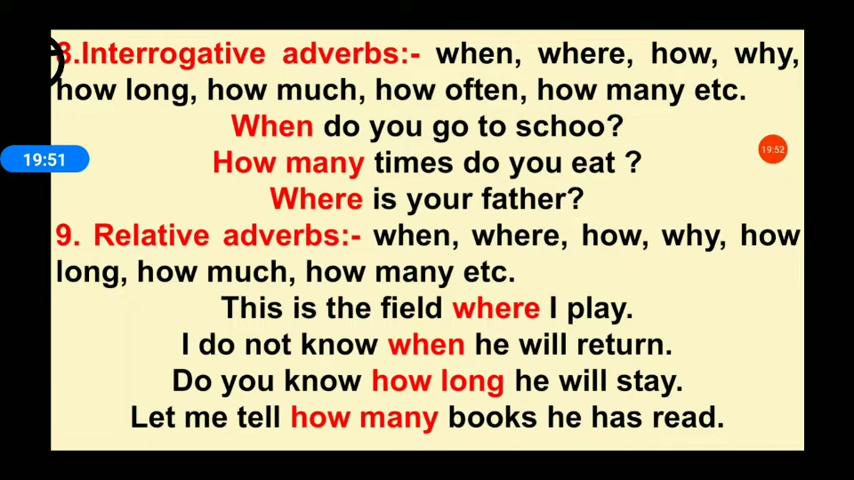 8.Interrogative adverbs:- when, where, how, why,
how long, how much, how often, how many etc.
When do you go to schoo?
19:51
19:52
How many times do you eat ?
Where is your father?
9. Relative adverbs:- when, where, how, why, how
long, how much, how many etc.
This is the field where I play.
I do not know when he will return.
Do you know how long he will stay.
Let me tell how many books he has read.